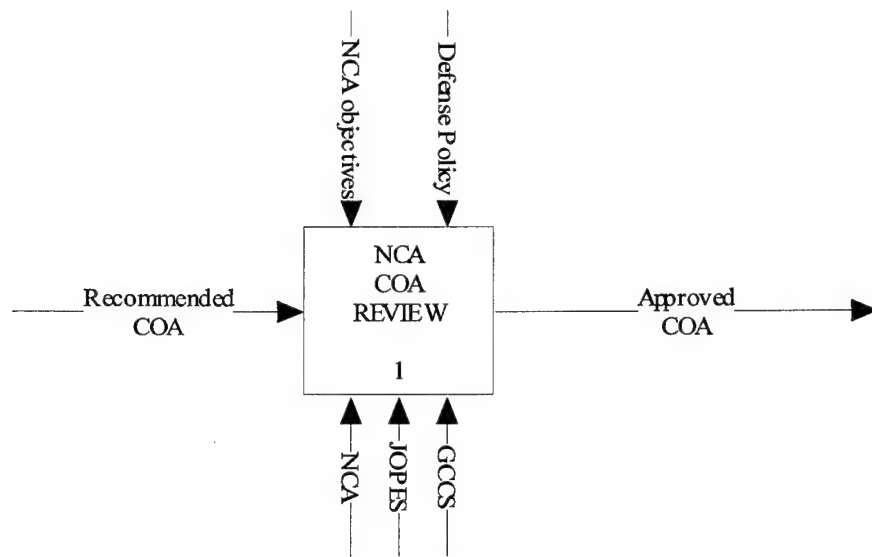 NCA objectives
Defense Policy
NCA
COA
REVIEW
1
Recommended
COA
Approved
COA
NCA
JOPES
GCCS